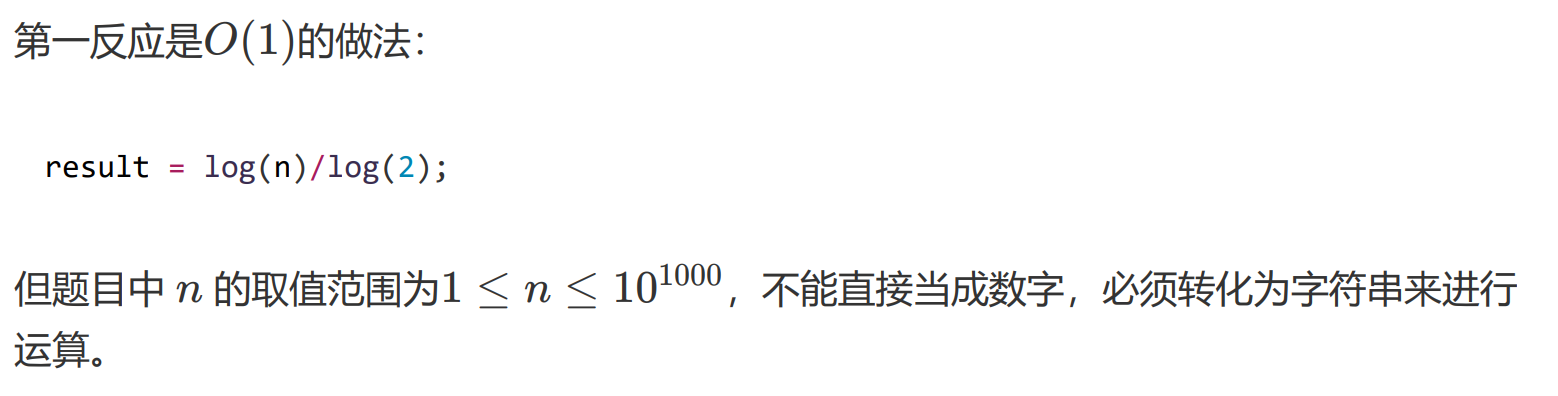 第一反应是O(1)的做法：
result = log(n)/log(2);
但题目中 n 的取值范围为1 ≤ n ≤ 10^1000，不能直接当成数字，必须转化为字符串来进行
运算。